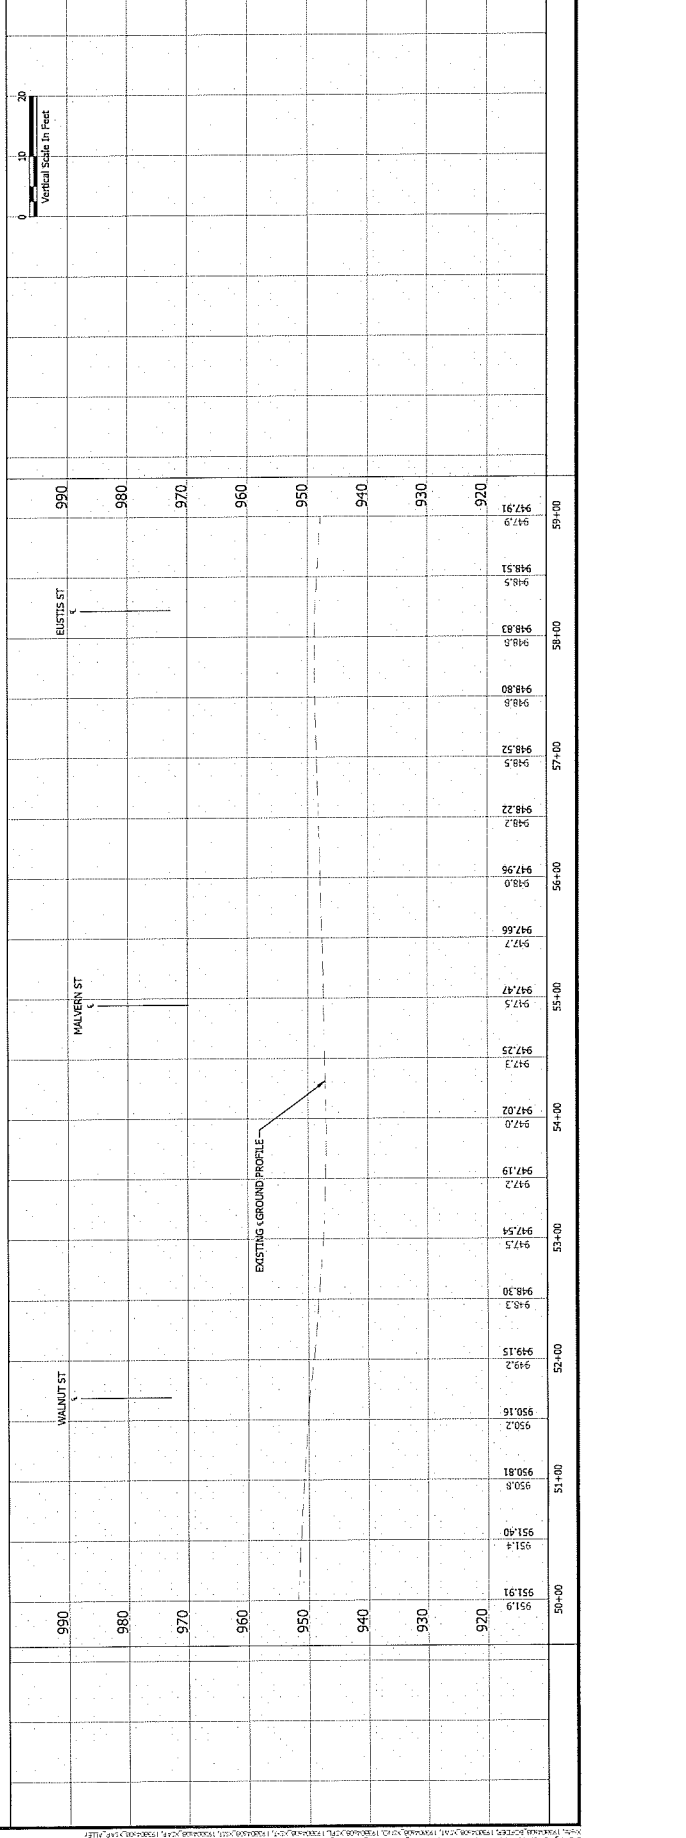 0 10 20
Vertical Scale In Feet
WALNUT ST
℄
MALVERN ST
℄
EUSTIS ST
℄
990 990
980 980
970 970
960 960
950 950
940 940
930 930
920 920
EXISTING ℄ GROUND PROFILE
951.91 951.40 950.81 950.16 949.15 948.30 947.54 947.19 947.02 947.25 947.47 947.66 947.96 948.22 948.52 948.80 948.83 948.51 947.91
951.9 951.4 950.8 950.2 949.2 948.3 947.5 947.2 947.0 947.3 947.5 947.7 948.0 948.2 948.5 948.8 948.8 948.5 947.9
50+00 51+00 52+00 53+00 54+00 55+00 56+00 57+00 58+00 59+00